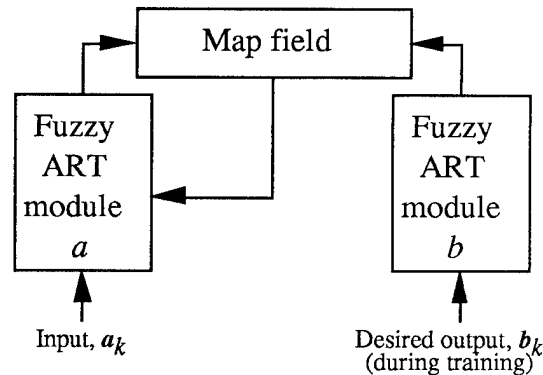 Map field
Fuzzy
ART
module
a
Fuzzy
ART
module
b
Input, a_k
Desired output, b_k
(during training)